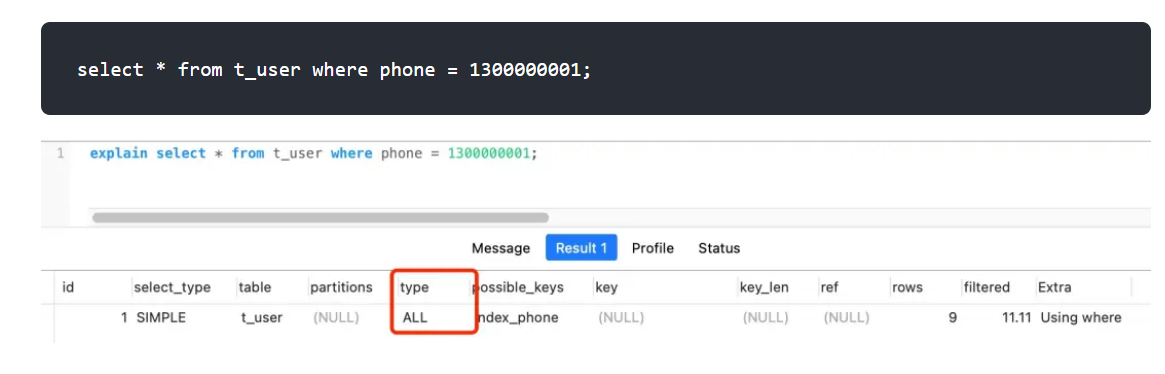 select * from t_user where phone = 1300000001;
1 explain select * from t_user where phone = 1300000001;
Message Result 1 Profile Status
id select_type table partitions type possible_keys key key_len ref rows filtered Extra
1 SIMPLE t_user (NULL) ALL index_phone (NULL) (NULL) (NULL) 9 11.11 Using where